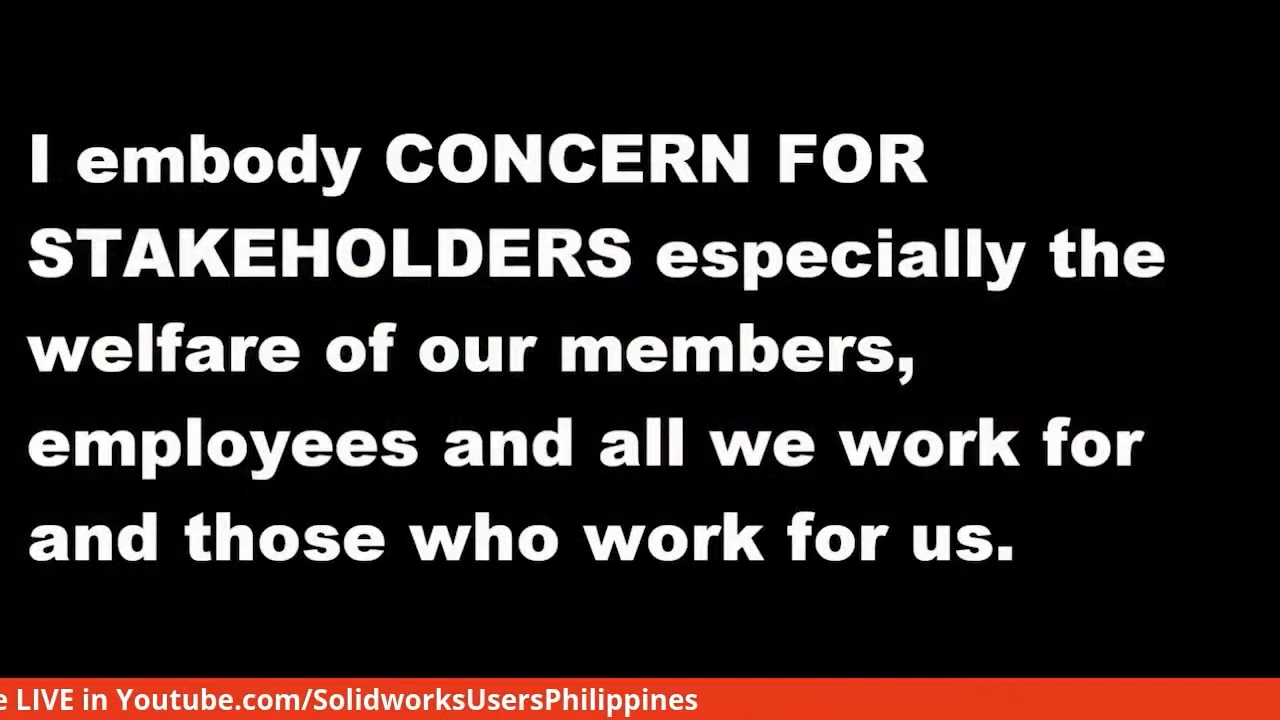 I embody CONCERN FOR
STAKEHOLDERS especially the
welfare of our members,
employees and all we work for
and those who work for us.
e LIVE in Youtube.com/SolidworksUsersPhilippines